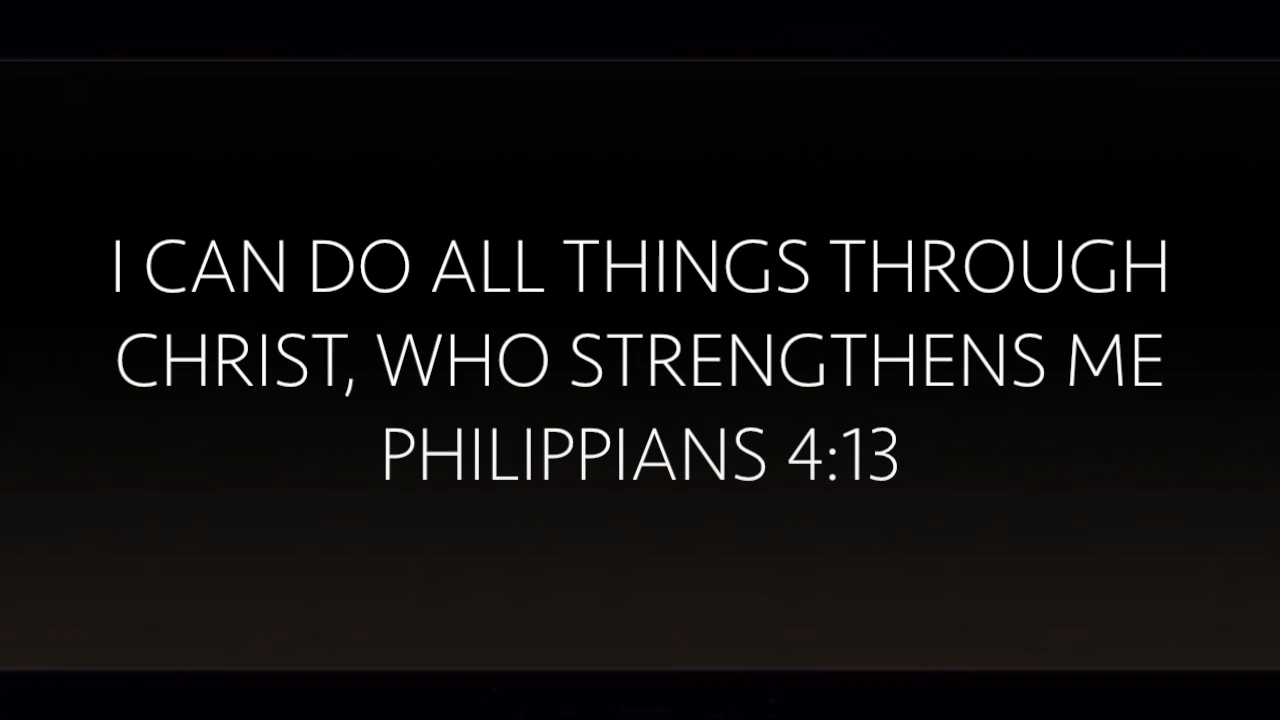 I CAN DO ALL THINGS THROUGH
CHRIST, WHO STRENGTHENS ME
PHILIPPIANS 4:13